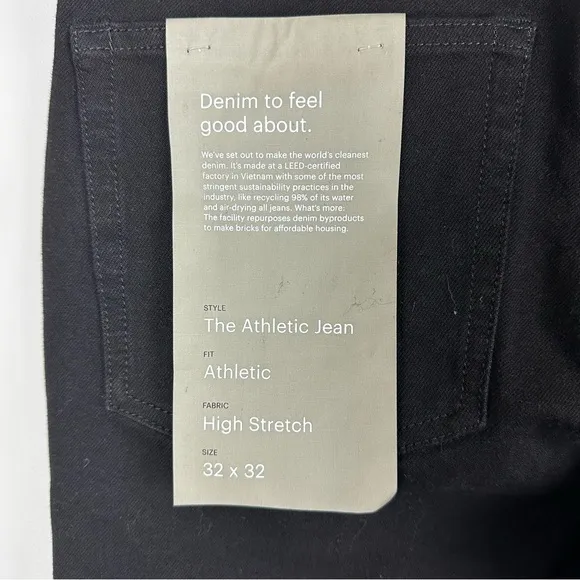 Denim to feel
good about.
We've set out to make the world's cleanest
denim. It's made at a LEED-certified
factory in Vietnam with some of the most
stringent sustainability practices in the
industry, like recycling 98% of its water
and air-drying all jeans. What's more:
The facility repurposes denim byproducts
to make bricks for affordable housing.
STYLE
The Athletic Jean
FIT
Athletic
FABRIC
High Stretch
SIZE
32 x 32